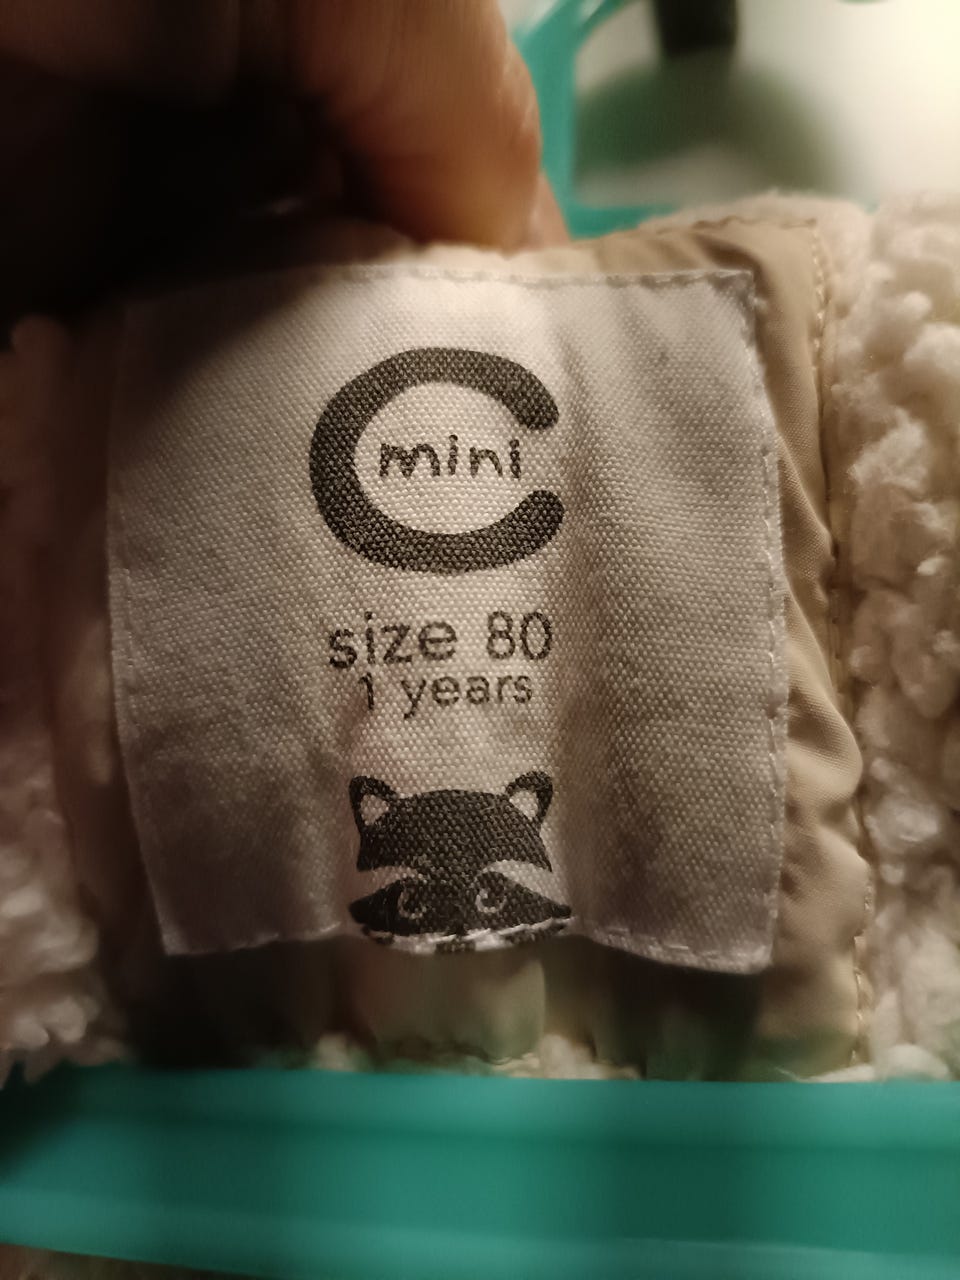 C
mini
size 80
1 years